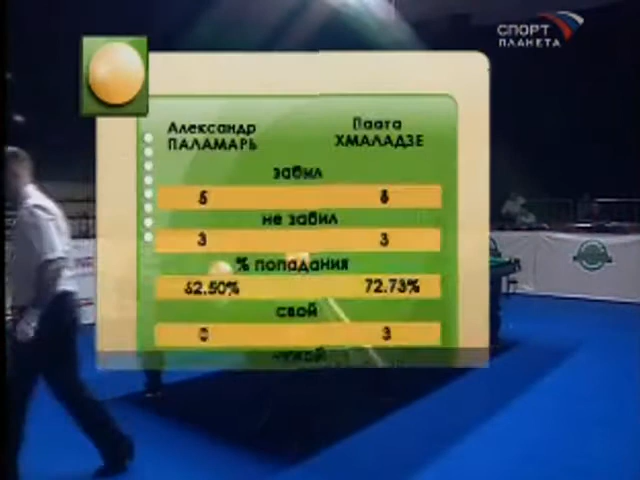 СПОРТ
ПЛАНЕТА
Александр Паата
ПАЛАМАРЬ ХМАЛАДЗЕ
забил
5 8
не забил
3 3
% попадания
62.50% 72.73%
свой
0 3
чужой